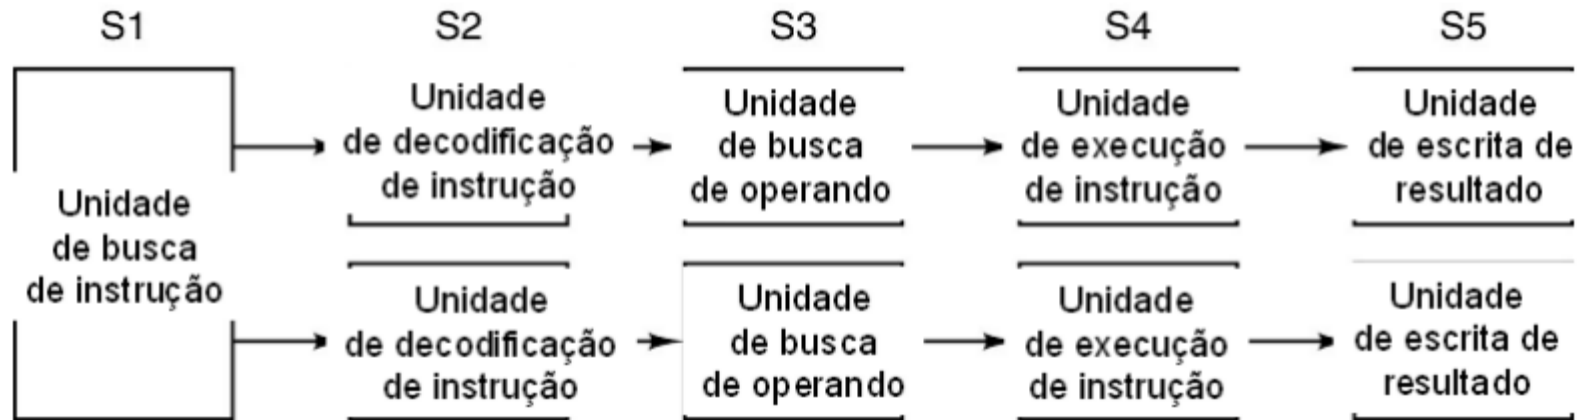 S1
S2
S3
S4
S5
Unidade
de busca
de instrução
Unidade
de decodificação
de instrução
Unidade
de busca
de operando
Unidade
de execução
de instrução
Unidade
de escrita de
resultado
Unidade
de decodificação
de instrução
Unidade
de busca
de operando
Unidade
de execução
de instrução
Unidade
de escrita de
resultado